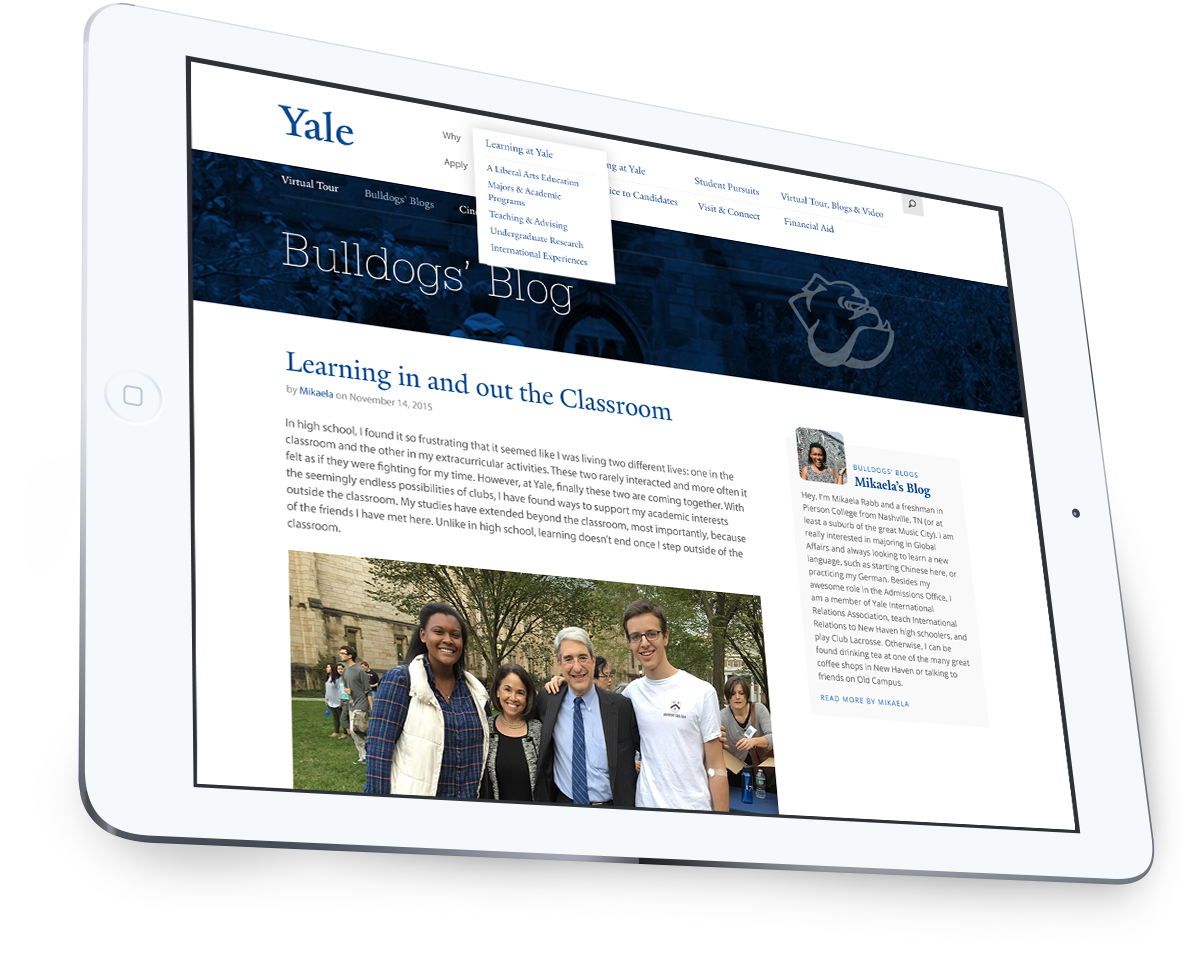 Yale
Why
Apply
Learning at Yale
A Liberal Arts Education
Majors & Academic
Programs
Teaching & Advising
Undergraduate Research
International Experiences
ng at Yale
ice to Candidates
Student Pursuits
Visit & Connect
Virtual Tour, Blogs & Video
Financial Aid
Virtual Tour
Bulldogs' Blogs
Cin
Bulldogs' Blog
Learning in and out the Classroom
by Mikaela on November 14, 2015
In high school, I found it so frustrating that it seemed like I was living two different lives: one in the
classroom and the other in my extracurricular activities. These two rarely interacted and more often it
felt as if they were fighting for my time. However, at Yale, finally these two are coming together. With
the seemingly endless possibilities of clubs, I have found ways to support my academic interests
outside the classroom. My studies have extended beyond the classroom, most importantly, because
of the friends I have met here. Unlike in high school, learning doesn't end once I step outside of the
classroom.
BULLDOGS' BLOGS
Mikaela's Blog
Hey, I'm Mikaela Rabb and a freshman in
Pierson College from Nashville, TN (or at
least a suburb of the great Music City). I am
really interested in majoring in Global
Affairs and always looking to learn a new
language, such as starting Chinese here, or
practicing my German. Besides my
awesome role in the Admissions Office, I
am a member of Yale International
Relations Association, teach International
Relations to New Haven high schoolers, and
play Club Lacrosse. Otherwise, I can be
found drinking tea at one of the many great
coffee shops in New Haven or talking to
friends on Old Campus.
READ MORE BY MIKAELA